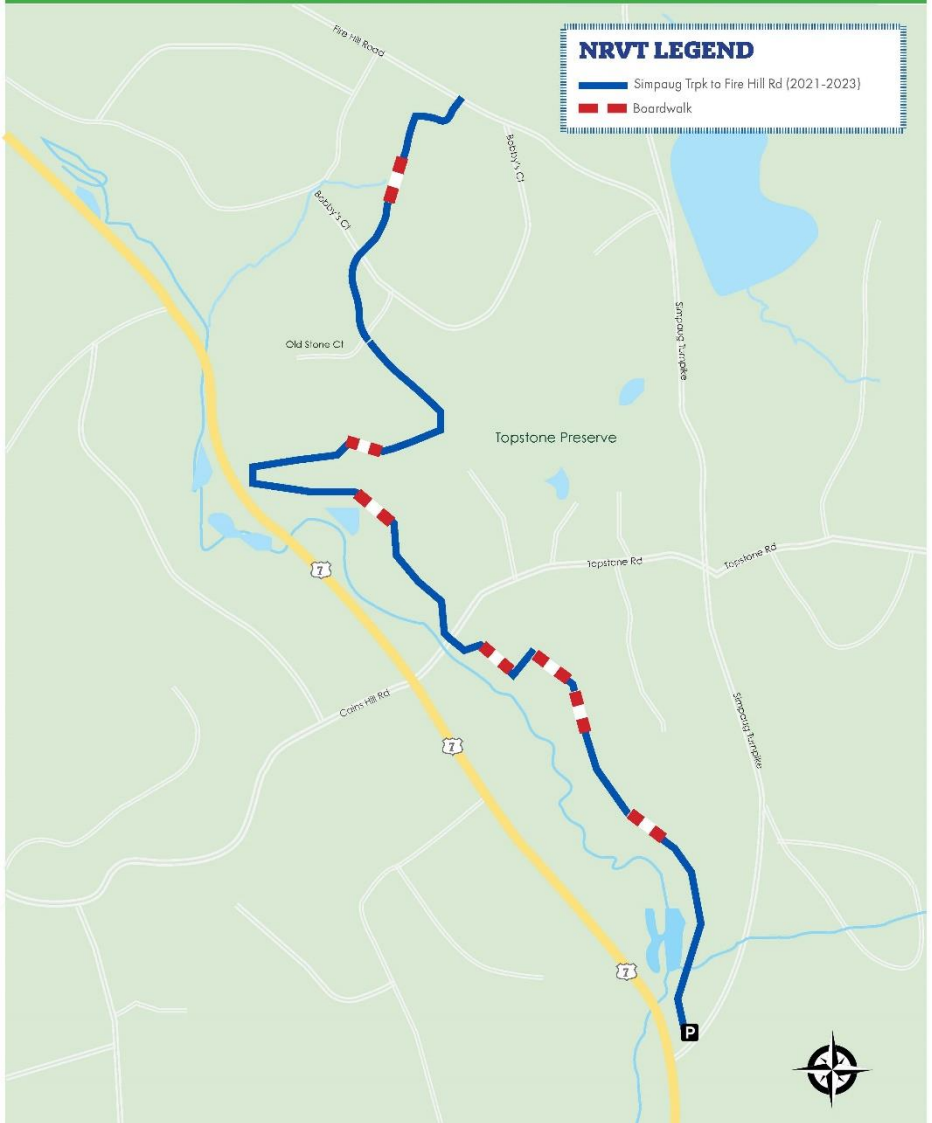 NRVT LEGEND
Simpaug Trpk to Fire Hill Rd (2021-2023)
Boardwalk
Fire Hill Road
Bobby's Ct
Bobby's Ct
Simpaug Turnpike
Old Stone Ct
Topstone Preserve
Topstone Rd
Topstone Rd
7
Cains Hill Rd
Simpaug Turnpike
7
7
P